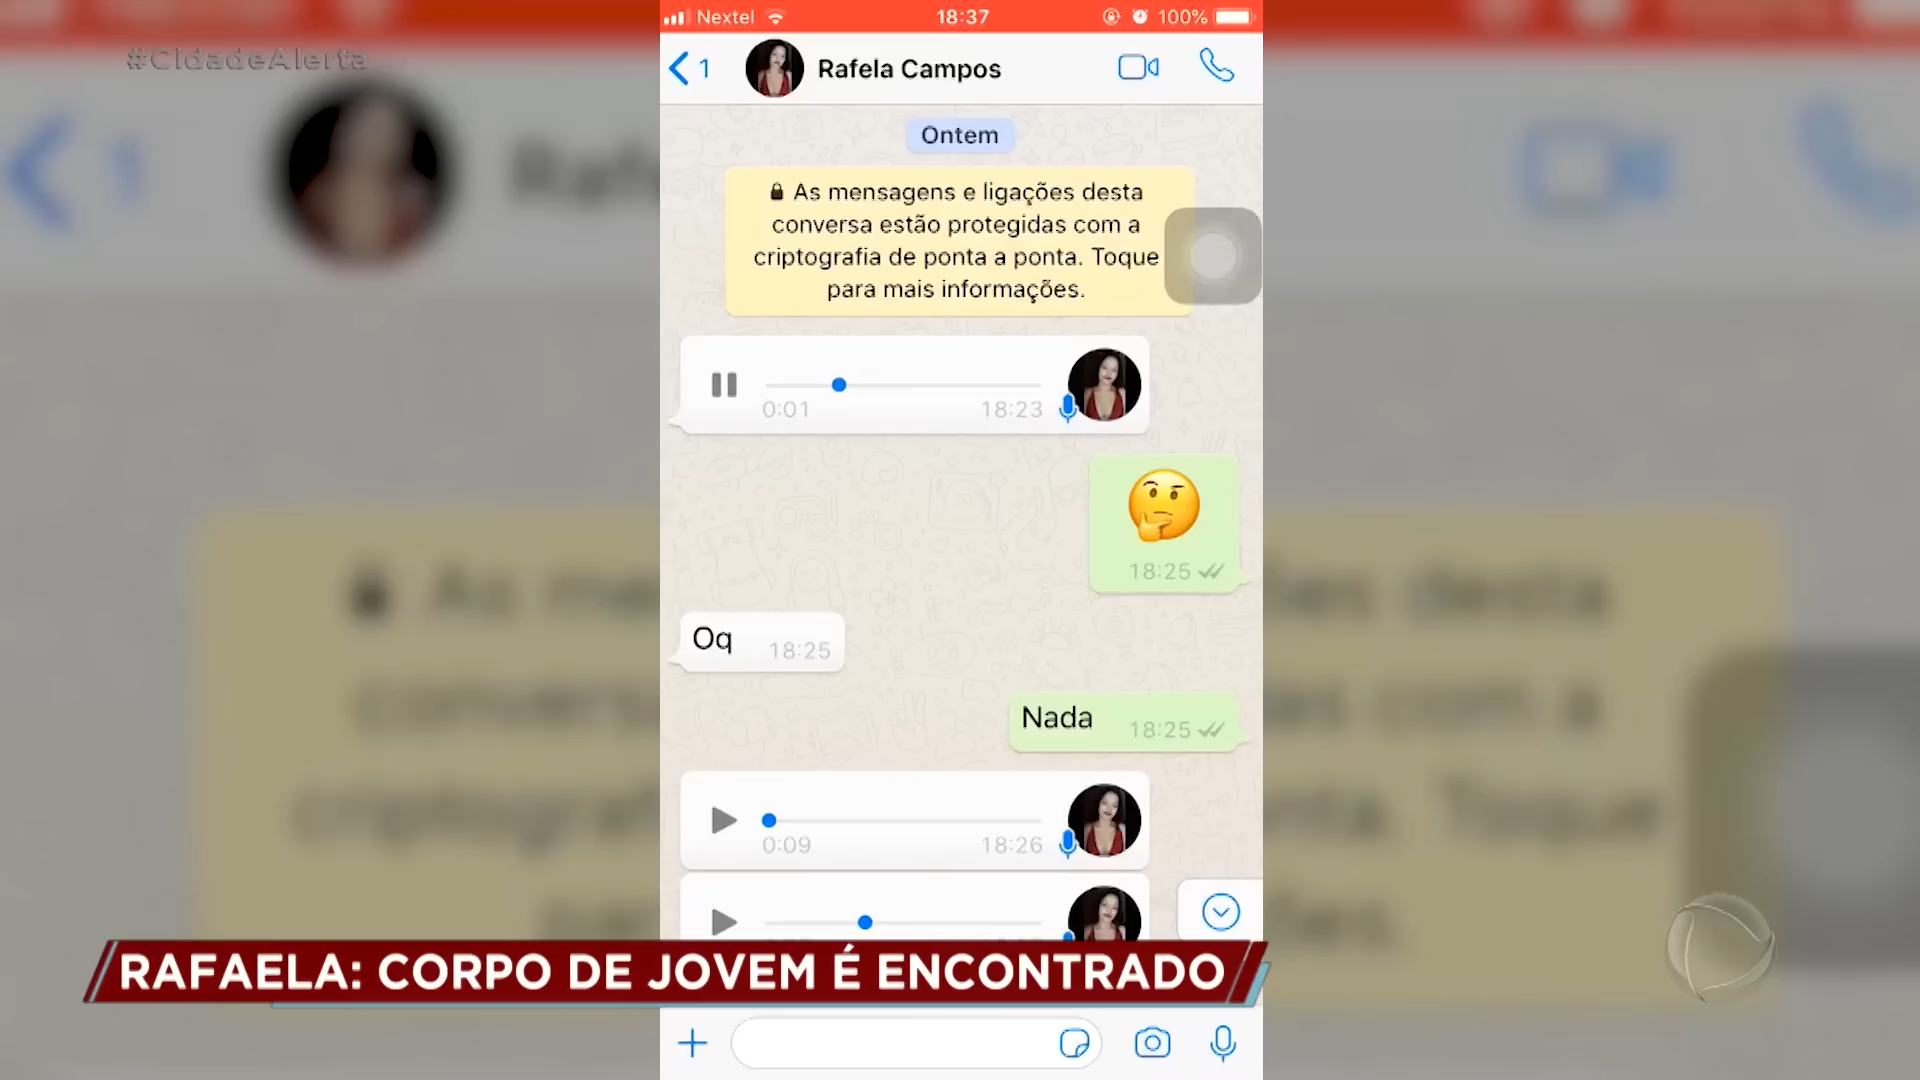 Nextel
18:37
100%
#CidadeAlerta
1
Rafela Campos
Ontem
As mensagens e ligações desta
conversa estão protegidas com a
criptografia de ponta a ponta. Toque
para mais informações.
0:01
18:23
18:25
Oq
18:25
Nada
18:25
0:09
18:26
RAFAELA: CORPO DE JOVEM É ENCONTRADO